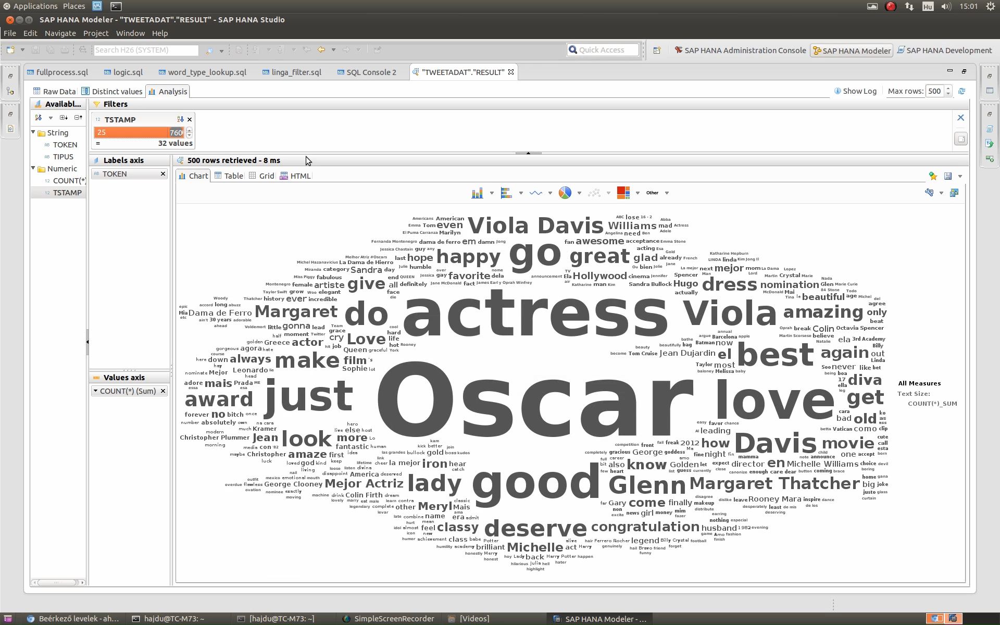 Applications Places Hu 15:01
SAP HANA Modeler - "TWEETADAT"."RESULT" - SAP HANA Studio
File Edit Navigate Project Window Help
Search H26 (SYSTEM) Quick Access SAP HANA Administration Console SAP HANA Modeler SAP HANA Development
fullprocess.sql logic.sql word_type_lookup.sql linga_filter.sql SQL Console 2 "TWEETADAT"."RESULT"
Raw Data Distinct values Analysis Show Log Max rows: 500
Availabl... Filters
12 TSTAMP
25 760
= 32 values
String
AB TOKEN
AB TIPUS
Numeric
12 COUNT(*)
12 TSTAMP
Labels axis
AB TOKEN
Values axis
COUNT(*) (Sum)
500 rows retrieved - 8 ms
Chart Table Grid HTML
Other
Americans American Viola Davis ABC lose 16 - 2 Abba
Emma Tom even Williams mad Actress
El Puma Carranza Marilyn Angelina need Ben Adele
Fernanda Montenegro dama de ferro em damn Jong fan awesome acceptance Emma Stone
Jessica Chastain guy any go acting Esa
Melhor Atriz #Oscars last hope happy great glad already French Gold Katharine Hepburn
Michel Hazanavicius La Dama de Hierro LINDA linda Kim Jong Il
Miranda category Sandra day Julie humble Ou bien Jolie Jane La mejor next mejor mom La Dama Lopez
Miss Piggy fabulous end QUEEN Jessica over gay favorite nome dela announcement TV Ela air Hollywood cinema Jennifer Spencer Man Lord Martin Crystal Marie
Montenegro female artiste give all definitely Jane McDonald fact James Earl y Oprah Winfrey Katharine man Kim Sandra Bullock Hugo dress nomination Nada Glen Marie Curie
Taylor Swift grow Woo elegant face die actually McDonald Mai 84 Stone Todo
Woody Thatcher history ever incredible Tina le beautiful age Michel del
epic accord long abuzz actress agree
Mia Dama de Ferro Margaret do Viola amazing only
etc ain't 30 years adorable beat
ahead Voldemort little gonna lead Team grace cool Oprah break Colin Octavia Spencer
half moment Twitter cry Love hard life annual argue Barcelona apple Martin Scorsese believe
golden Greece actor hit job hot Rooney bathe Batman now Natalie ela 3rd Academy
gorgeous agora hate Queen graceful York beauty beautifully bag Billy
course become Tom Cruise Jean Dujardin el best again out
here down always make film 's Linda
hay Leonardo lie Sophie lot Taylor most Soo never like bet
nominate Mejor head baloney Melissa baby being boa
adore mais Prada ME 17 diva
essa esa ella leg
award just Oscar love get
forever no bitch once cara ko
number absolutely own na cara hero easy favor chance bad old as ass
modern much Kramer live else host Lo Al leading betta Vatican como clip
Christopher Plummer Jean look more Davis movie cute
morning media con '82 fantastic human kam kick better join competition front fail freak 2012 how call esta
maybe Christopher amaze first idea las grandes bullock gold boss kudos completely gracious George goddess Ma fine night fin child one accept born
luck loved god kind keep link cheer la mejor iron hear full career amo mamma note announce
living lifetime bit also know Golden let expect director en Michelle Williams choice devil
nail loose listen divina catch few heart list guess currently close canonize enough care dear button coming brace boring
mexico emotional mouth disappoint America deserved home gana
outfit
overdue flawless George Clooney Mejor Actriz lady good Glenn Margaret Thatcher big joke
ovation nominee exactly machine drink Colin Firth dream justo glass
moving lovely marry eat male learn contra classic disagree dislike leave Rooney Mara inspire dance curtain
legendary complete other Meryl Mais far Gary come finally makeup desperately least de mis de los
levar ama non distribute deserving
late combine name era admit excite news girl money mim fazer earring
hurt mean nothing especial
idol almost feel classy deserve congratulation husband 1982 evening
icon new game Amo fashion
humor achievement class babe Potter alive hair Ferrero Rocher legend Billy Crystal football finish
humility academy brilliant Michelle act Harry genuinely hail Bravo friend forget
honestly Merry funny
honest hoy Lady back Harry Potter happen
hilarious Julia hell hater
highlight
All Measures
Text Size:
COUNT(*)_SUM
Beérkező levelek - ah... hajdu@TC-M73: ~ [hajdu@TC-M73: ~] SimpleScreenRecorder [Videos] SAP HANA Modeler - ...